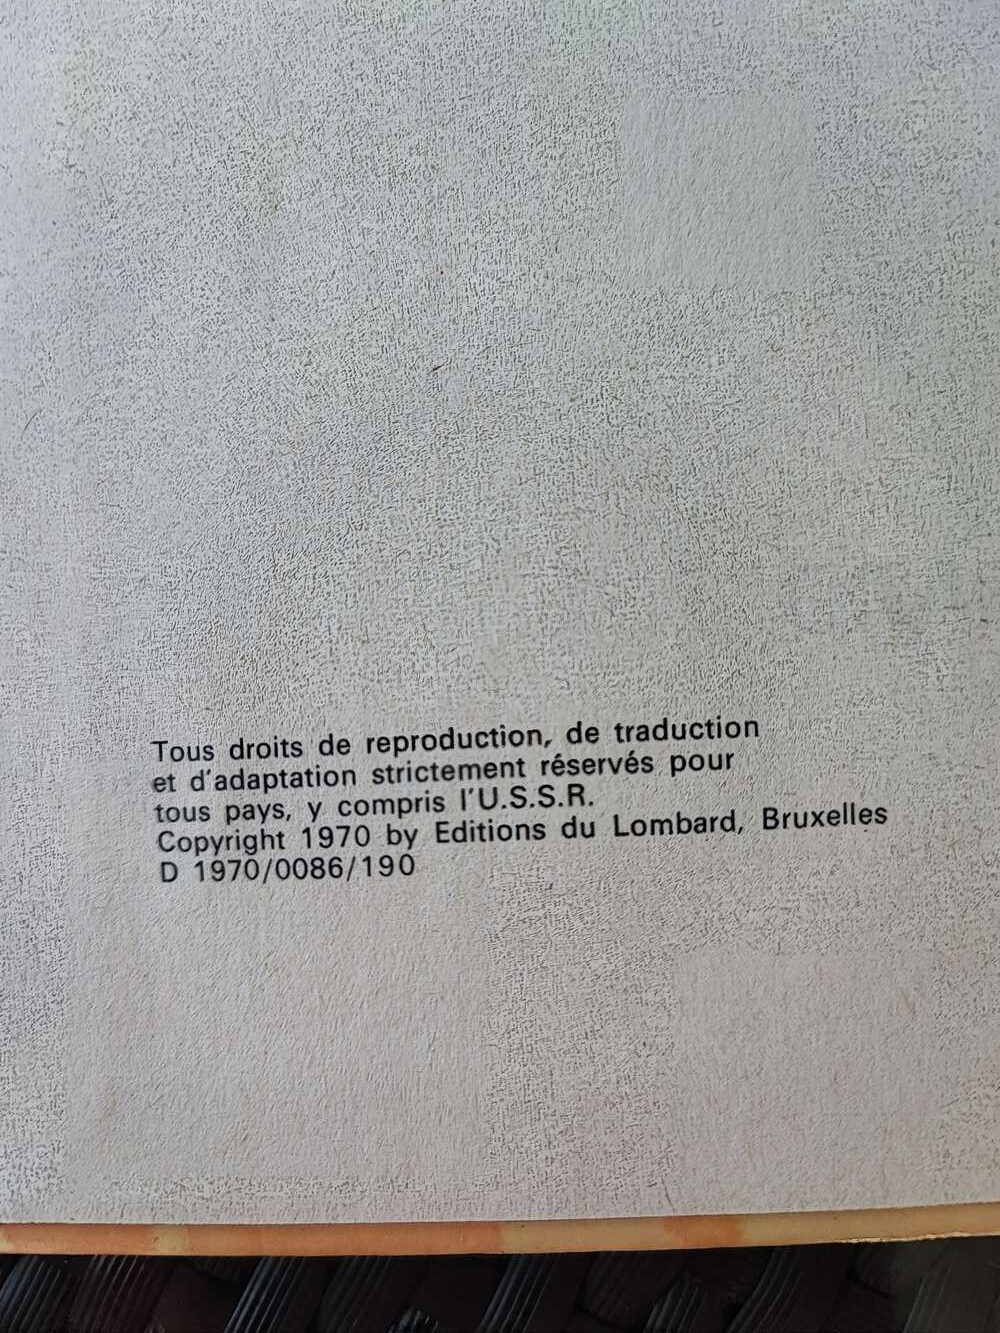 Tous droits de reproduction, de traduction
et d'adaptation strictement réservés pour
tous pays, y compris l'U.S.S.R.
Copyright 1970 by Editions du Lombard, Bruxelles
D 1970/0086/190